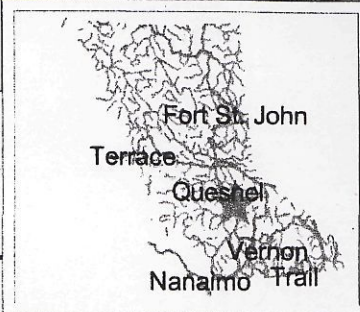 Fort St. John
Terrace
Quesnel
Vernon
Nanaimo Trail